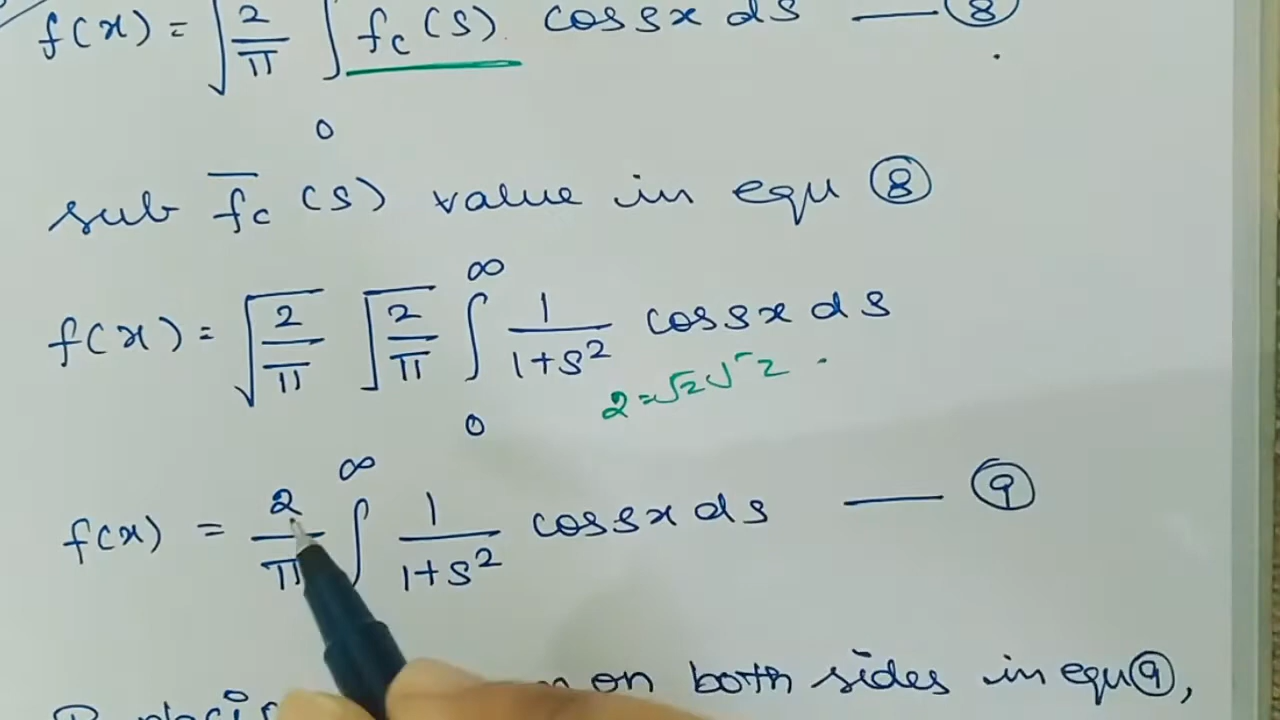 f(x) = √2/π ∫0 fc(s) cos sx ds — ⑧
sub f̅c(s) value in equ ⑧
f(x) = √2/π √2/π ∫0^∞ 1/1+s² cos sx ds
2=√2√2
f(x) = 2/π ∫^∞ 1/1+s² cos sx ds — ⑨
on both sides in equ⑨,